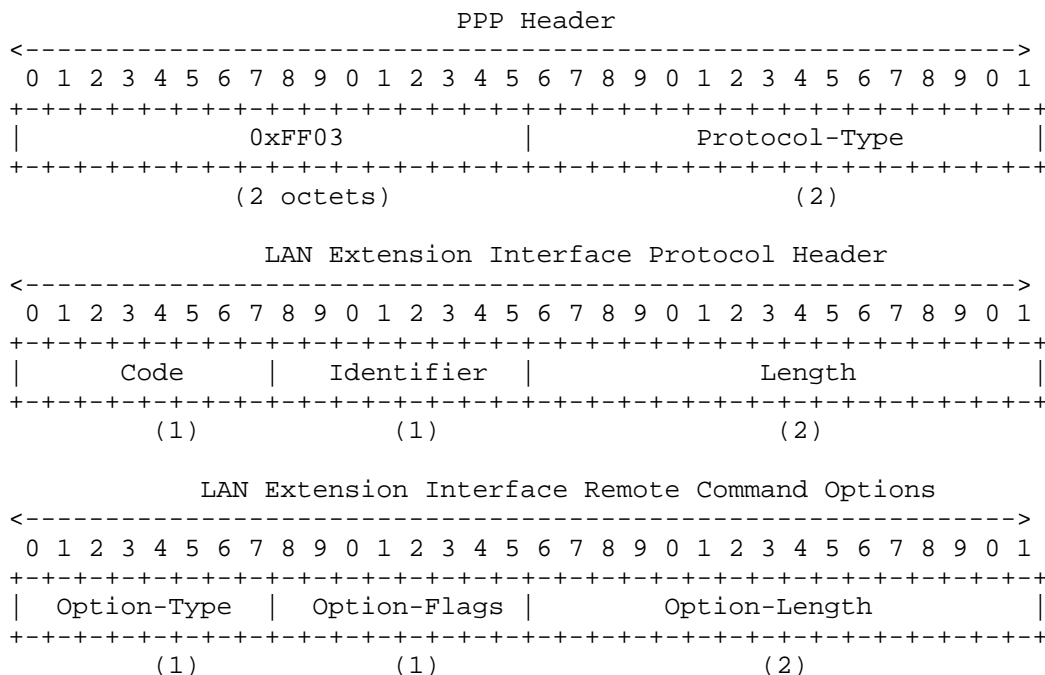 PPP Header
<-------------------------------------------------------------->
0 1 2 3 4 5 6 7 8 9 0 1 2 3 4 5 6 7 8 9 0 1 2 3 4 5 6 7 8 9 0 1
+-+-+-+-+-+-+-+-+-+-+-+-+-+-+-+-+-+-+-+-+-+-+-+-+-+-+-+-+-+-+-+-+
| 0xFF03 | Protocol-Type |
+-+-+-+-+-+-+-+-+-+-+-+-+-+-+-+-+-+-+-+-+-+-+-+-+-+-+-+-+-+-+-+-+
(2 octets) (2)
LAN Extension Interface Protocol Header
<-------------------------------------------------------------->
0 1 2 3 4 5 6 7 8 9 0 1 2 3 4 5 6 7 8 9 0 1 2 3 4 5 6 7 8 9 0 1
+-+-+-+-+-+-+-+-+-+-+-+-+-+-+-+-+-+-+-+-+-+-+-+-+-+-+-+-+-+-+-+-+
| Code | Identifier | Length |
+-+-+-+-+-+-+-+-+-+-+-+-+-+-+-+-+-+-+-+-+-+-+-+-+-+-+-+-+-+-+-+-+
(1) (1) (2)
LAN Extension Interface Remote Command Options
<-------------------------------------------------------------->
0 1 2 3 4 5 6 7 8 9 0 1 2 3 4 5 6 7 8 9 0 1 2 3 4 5 6 7 8 9 0 1
+-+-+-+-+-+-+-+-+-+-+-+-+-+-+-+-+-+-+-+-+-+-+-+-+-+-+-+-+-+-+-+-+
| Option-Type | Option-Flags | Option-Length |
+-+-+-+-+-+-+-+-+-+-+-+-+-+-+-+-+-+-+-+-+-+-+-+-+-+-+-+-+-+-+-+-+
(1) (1) (2)